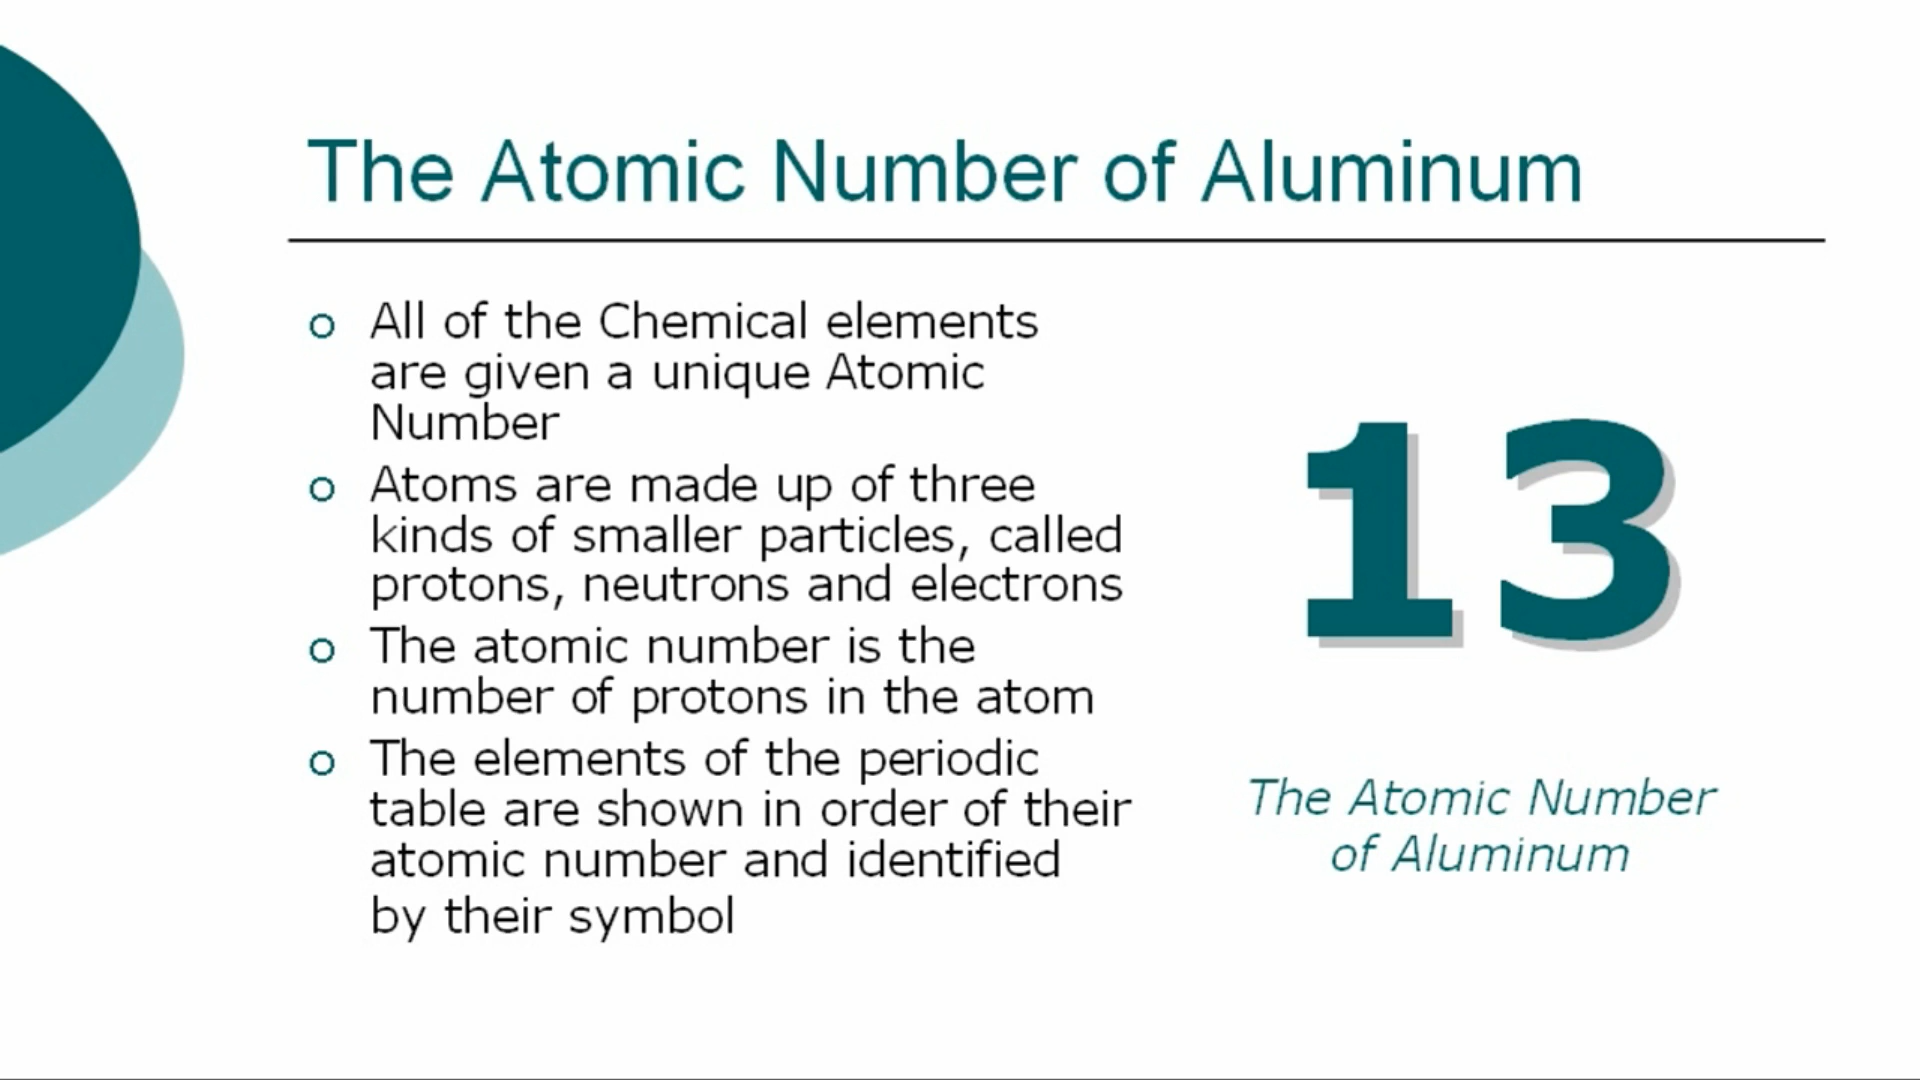 The Atomic Number of Aluminum
All of the Chemical elements
are given a unique Atomic
Number
Atoms are made up of three
kinds of smaller particles, called
protons, neutrons and electrons
The atomic number is the
number of protons in the atom
The elements of the periodic
table are shown in order of their
atomic number and identified
by their symbol
13
The Atomic Number
of Aluminum